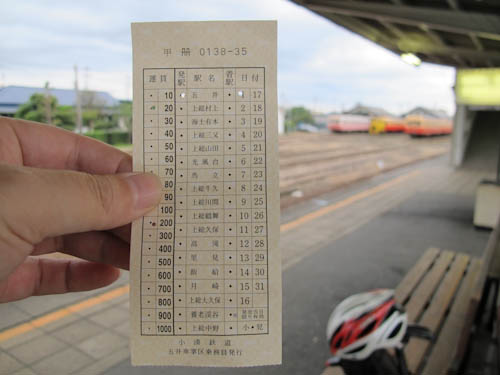 甲 0138-35
運賃 発駅 駅名 着駅 日付
10 五井 1 17
20 上総村上 2 18
30 海士有木 3 19
40 上総三又 4 20
50 上総山田 5 21
60 光風台 6 22
70 馬立 7 23
80 上総牛久 8 24
90 上総川間 9 25
100 上総鶴舞 10 26
200 上総久保 11 27
300 高滝 12 28
400 里見 13 29
500 飯給 14 30
600 月崎 15 31
700 上総大久保 16
800 養老渓谷
900 上総中野 小・児
1000
小湊鉄道
五井車掌区乗務員発行